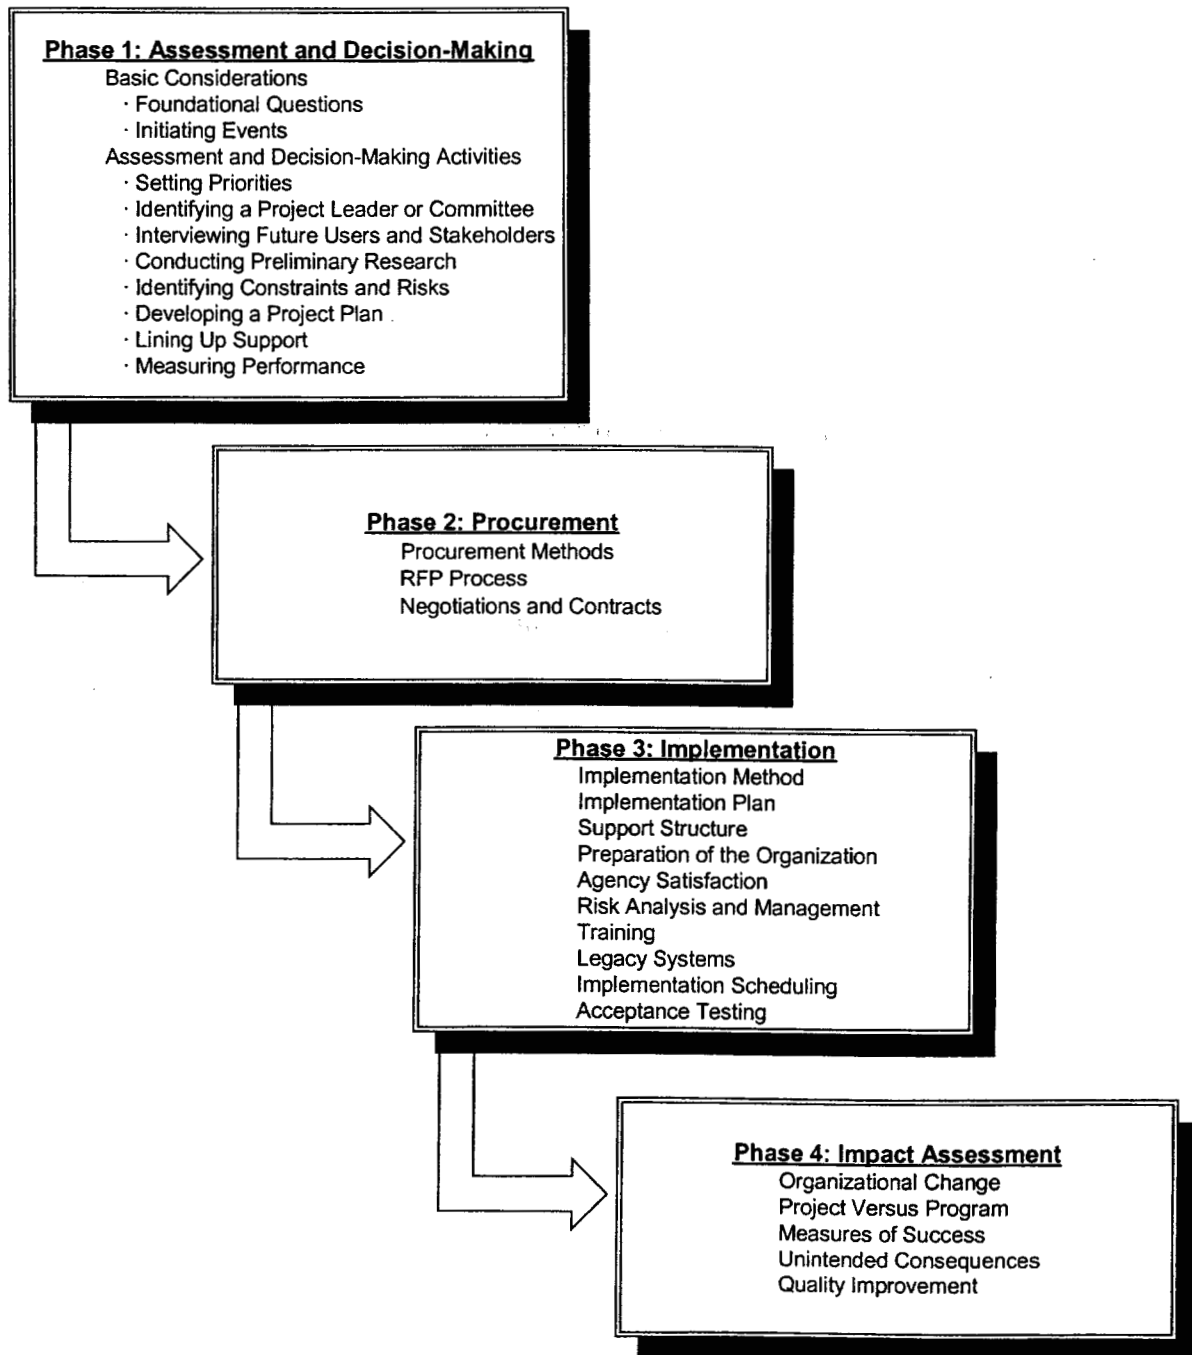 Phase 1: Assessment and Decision-Making
Basic Considerations
· Foundational Questions
· Initiating Events
Assessment and Decision-Making Activities
· Setting Priorities
· Identifying a Project Leader or Committee
· Interviewing Future Users and Stakeholders
· Conducting Preliminary Research
· Identifying Constraints and Risks
· Developing a Project Plan
· Lining Up Support
· Measuring Performance
Phase 2: Procurement
Procurement Methods
RFP Process
Negotiations and Contracts
Phase 3: Implementation
Implementation Method
Implementation Plan
Support Structure
Preparation of the Organization
Agency Satisfaction
Risk Analysis and Management
Training
Legacy Systems
Implementation Scheduling
Acceptance Testing
Phase 4: Impact Assessment
Organizational Change
Project Versus Program
Measures of Success
Unintended Consequences
Quality Improvement